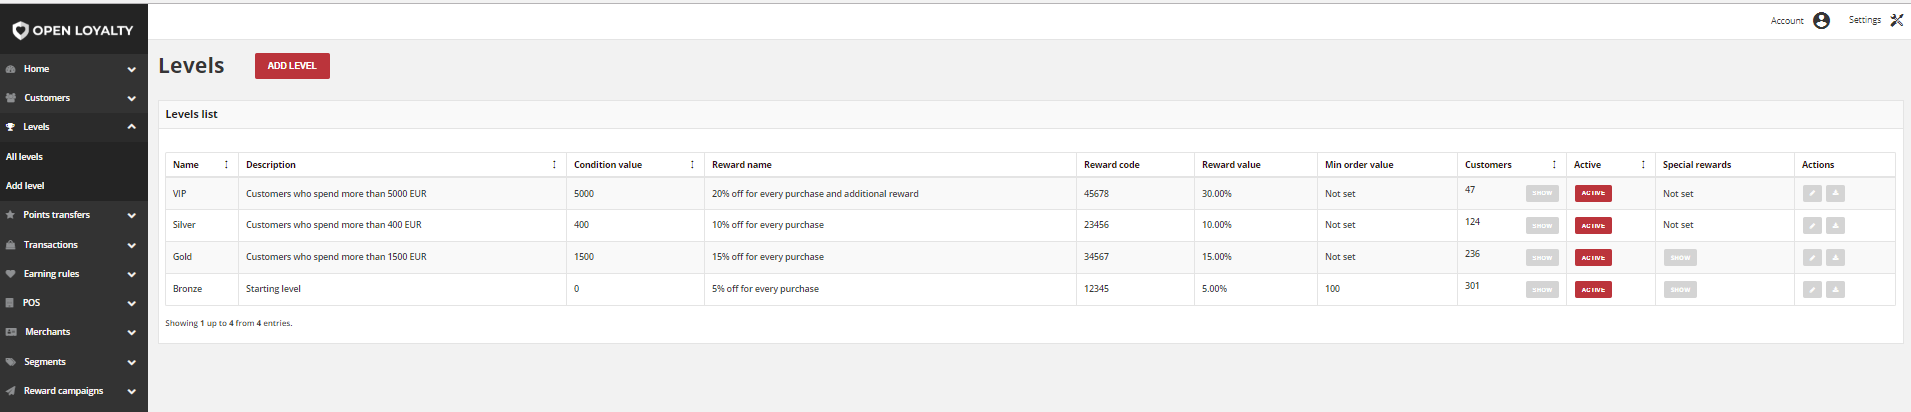 Account Settings
OPEN LOYALTY
Home
Customers
Levels
All levels
Add level
Points transfers
Transactions
Earning rules
POS
Merchants
Segments
Reward campaigns
Levels ADD LEVEL
Levels list
Name Description Condition value Reward name Reward code Reward value Min order value Customers Active Special rewards Actions
VIP Customers who spend more than 5000 EUR 5000 20% off for every purchase and additional reward 45678 30.00% Not set 47 SHOW ACTIVE Not set
Silver Customers who spend more than 400 EUR 400 10% off for every purchase 23456 10.00% Not set 124 SHOW ACTIVE Not set
Gold Customers who spend more than 1500 EUR 1500 15% off for every purchase 34567 15.00% Not set 236 SHOW ACTIVE SHOW
Bronze Starting level 0 5% off for every purchase 12345 5.00% 100 301 SHOW ACTIVE SHOW
Showing 1 up to 4 from 4 entries.